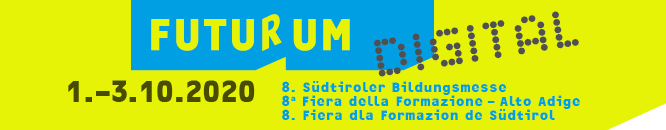 FUTURUM
DIGITAL
1.–3.10.2020
8. Südtiroler Bildungsmesse
8ª Fiera della Formazione – Alto Adige
8. Fiera dla Formazion de Südtirol